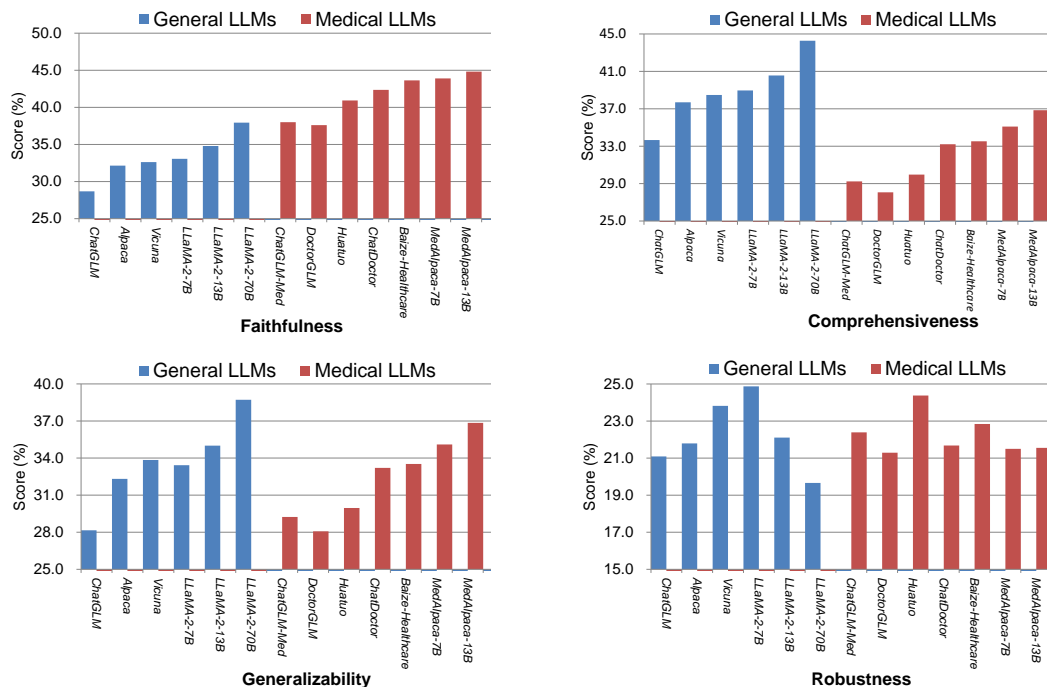 General LLMs Medical LLMs
50.0
45.0
40.0
35.0
30.0
25.0
Score (%)
ChatGLM
Alpaca
Vicuna
LLaMA-2-7B
LLaMA-2-13B
LLaMA-2-70B
ChatGLM-Med
DoctorGLM
Huatuo
ChatDoctor
Baize-Healthcare
MedAlpaca-7B
MedAlpaca-13B
Faithfulness
General LLMs Medical LLMs
45.0
41.0
37.0
33.0
29.0
25.0
Score (%)
ChatGLM
Alpaca
Vicuna
LLaMA-2-7B
LLaMA-2-13B
LLaMA-2-70B
ChatGLM-Med
DoctorGLM
Huatuo
ChatDoctor
Baize-Healthcare
MedAlpaca-7B
MedAlpaca-13B
Comprehensiveness
General LLMs Medical LLMs
40.0
37.0
34.0
31.0
28.0
25.0
Score (%)
ChatGLM
Alpaca
Vicuna
LLaMA-2-7B
LLaMA-2-13B
LLaMA-2-70B
ChatGLM-Med
DoctorGLM
Huatuo
ChatDoctor
Baize-Healthcare
MedAlpaca-7B
MedAlpaca-13B
Generalizability
General LLMs Medical LLMs
25.0
23.0
21.0
19.0
17.0
15.0
Score (%)
ChatGLM
Alpaca
Vicuna
LLaMA-2-7B
LLaMA-2-13B
LLaMA-2-70B
ChatGLM-Med
DoctorGLM
Huatuo
ChatDoctor
Baize-Healthcare
MedAlpaca-7B
MedAlpaca-13B
Robustness